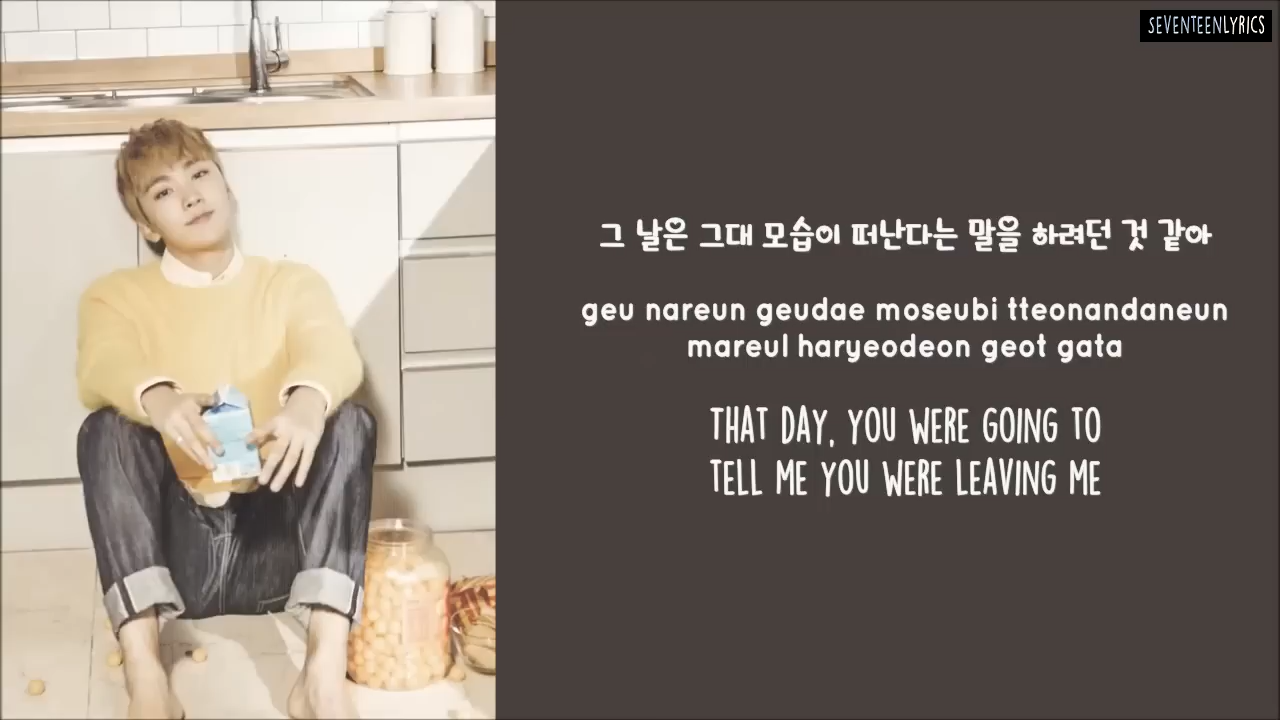 SEVENTEENLYRICS
그 날은 그대 모습이 떠난다는 말을 하려던 것 같아
geu nareun geudae moseubi tteonandaneun
mareul haryeodeon geot gata
THAT DAY, YOU WERE GOING TO
TELL ME YOU WERE LEAVING ME